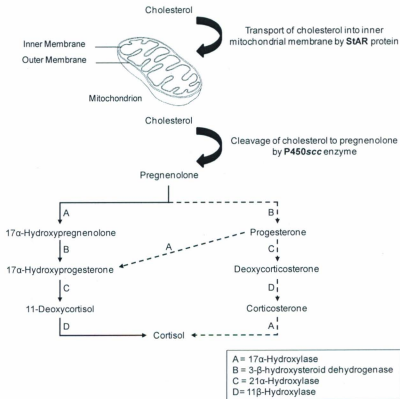 Cholesterol
Transport of cholesterol into inner
mitochondrial membrane by StAR protein
Inner Membrane
Outer Membrane
Mitochondrion
Cholesterol
Cleavage of cholesterol to pregnenolone
by P450scc enzyme
Pregnenolone
A
B
17α-Hydroxypregnenolone
Progesterone
A
B
C
17α-Hydroxyprogesterone
Deoxycorticosterone
C
D
11-Deoxycortisol
Corticosterone
D
A
Cortisol
A = 17α-Hydroxylase
B = 3-β-hydroxysteroid dehydrogenase
C = 21α-Hydroxylase
D= 11β-Hydroxylase